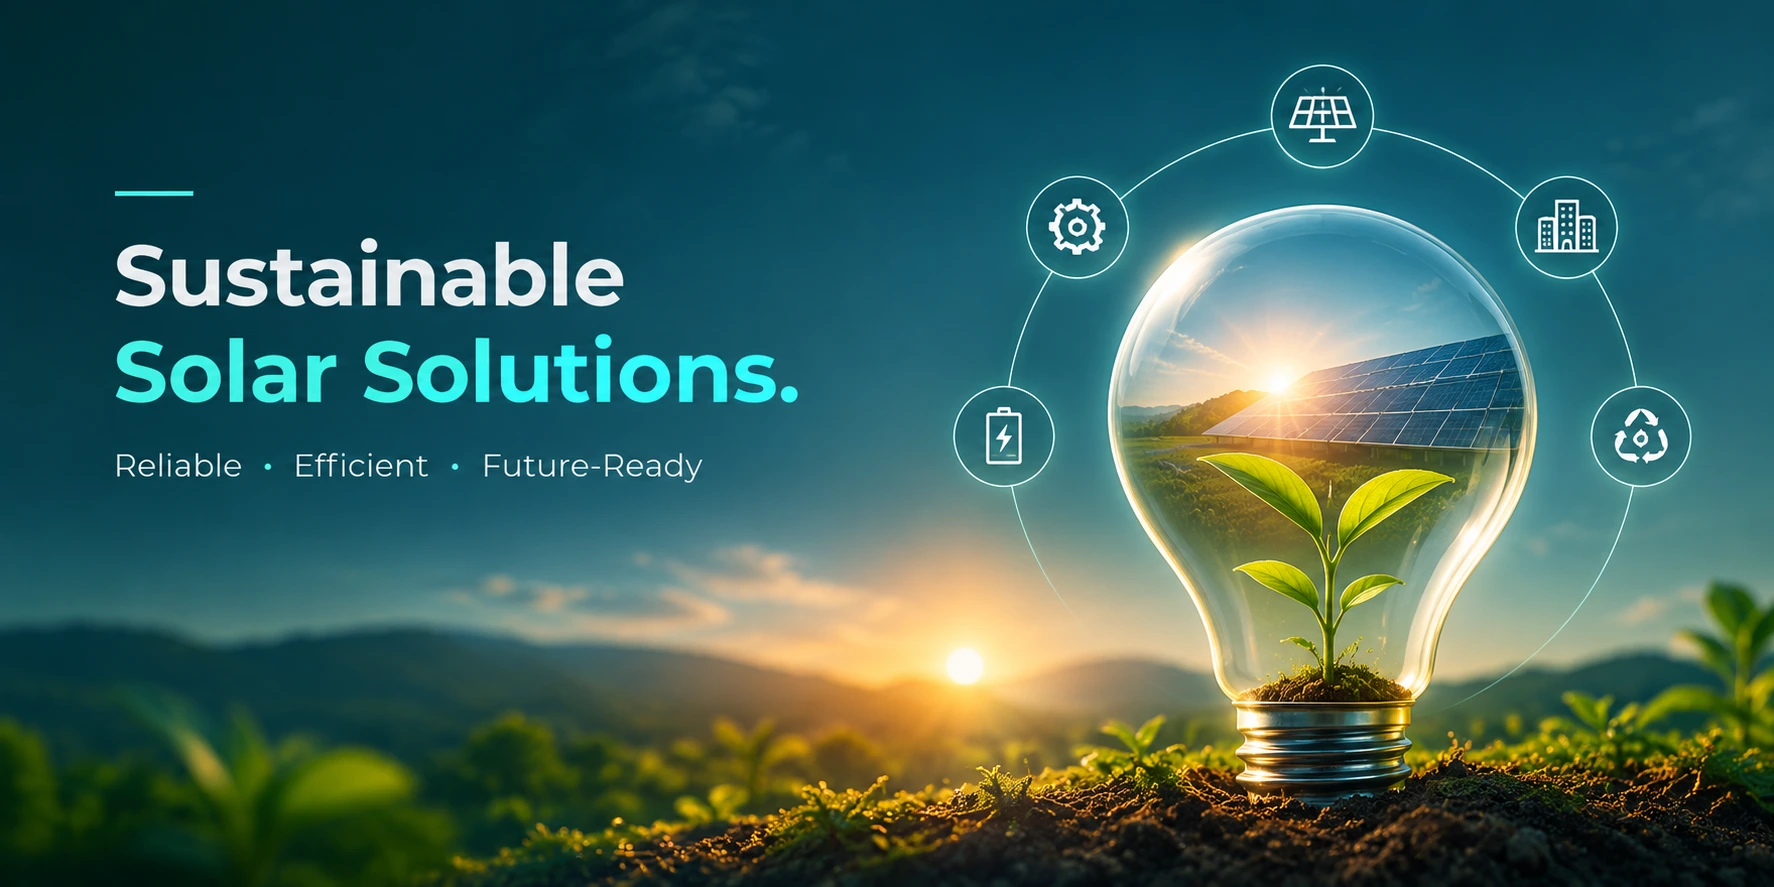 Sustainable
Solar Solutions.
Reliable • Efficient • Future-Ready